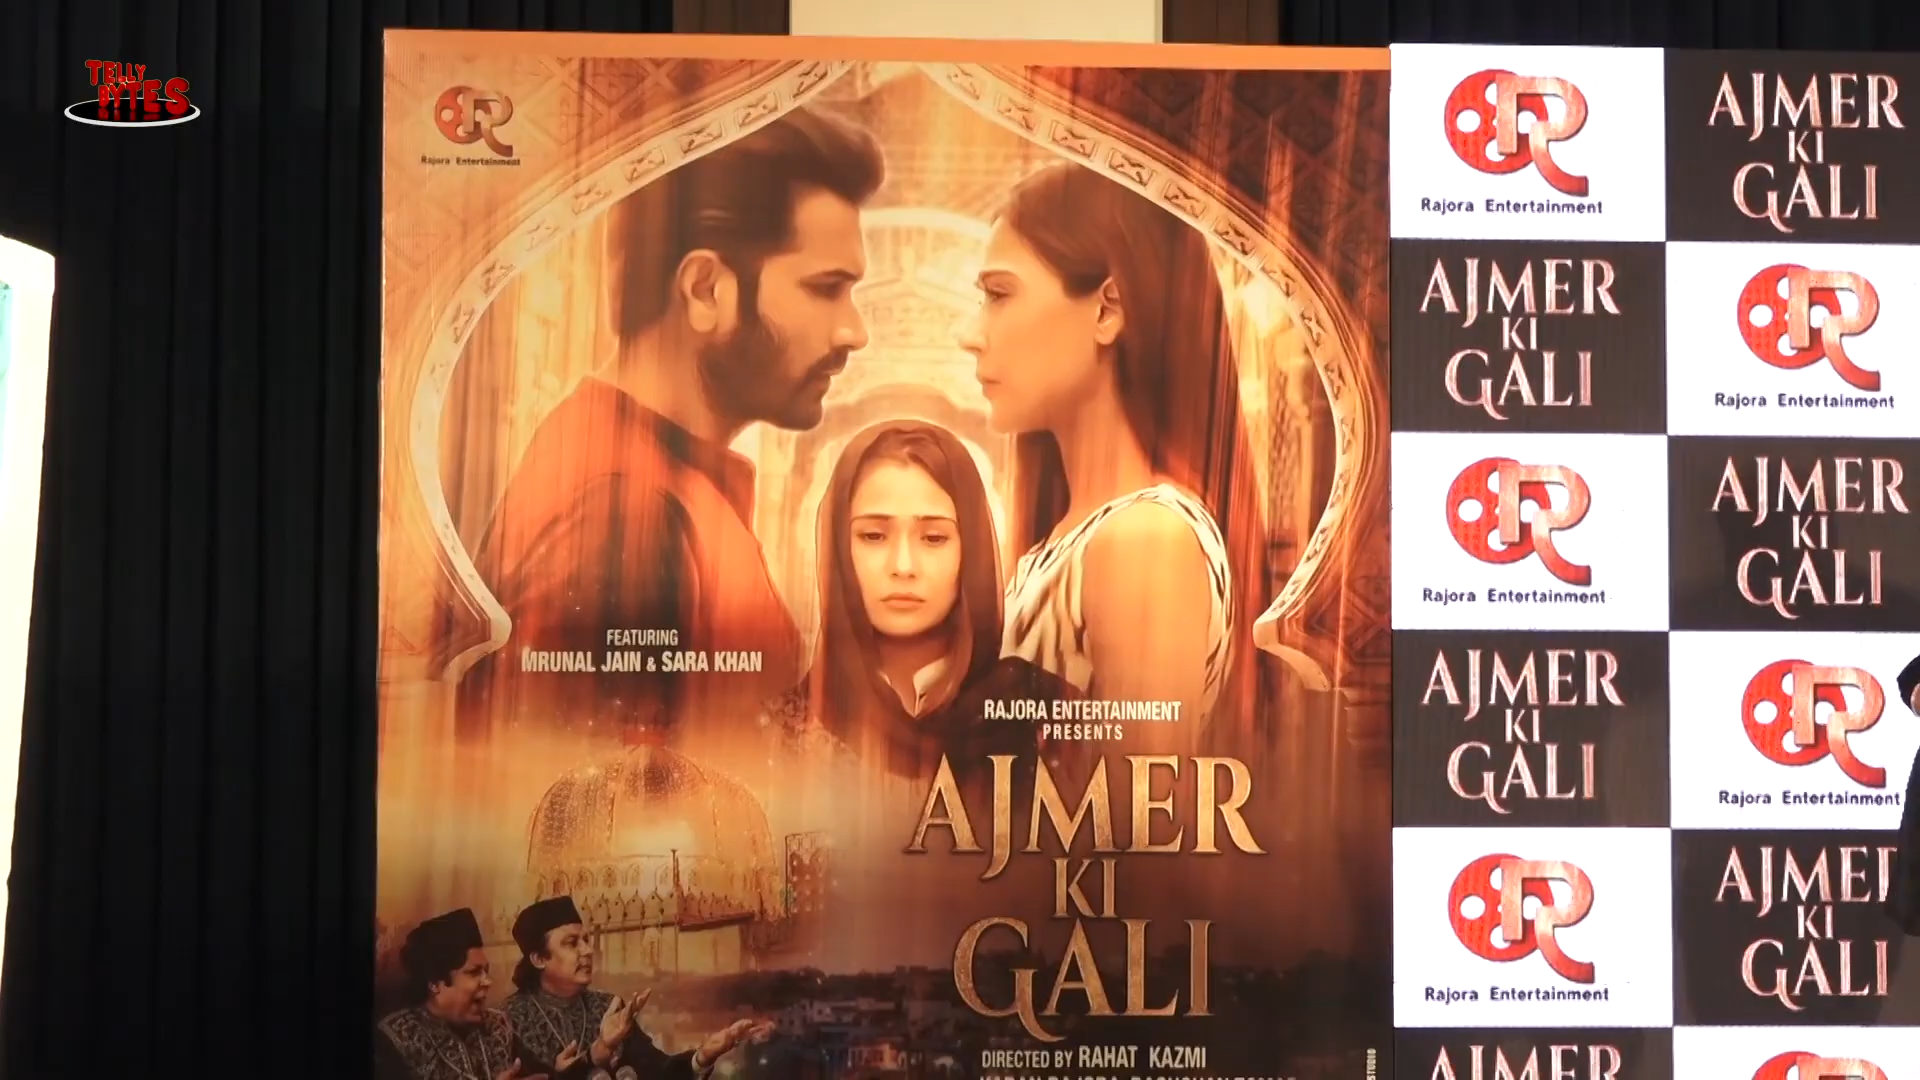 TELLY
BYTES
R
Rajora Entertainment
FEATURING
MRUNAL JAIN & SARA KHAN
RAJORA ENTERTAINMENT
PRESENTS
AJMER
KI
GALI
DIRECTED BY RAHAT KAZMI
R
Rajora Entertainment
AJMER
KI
GALI
AJMER
KI
GALI
R
Rajora Entertainment
R
Rajora Entertainment
AJMER
KI
GALI
AJMER
KI
GALI
R
Rajora Entertainment
R
Rajora Entertainment
AJMER
KI
GALI
AJMER